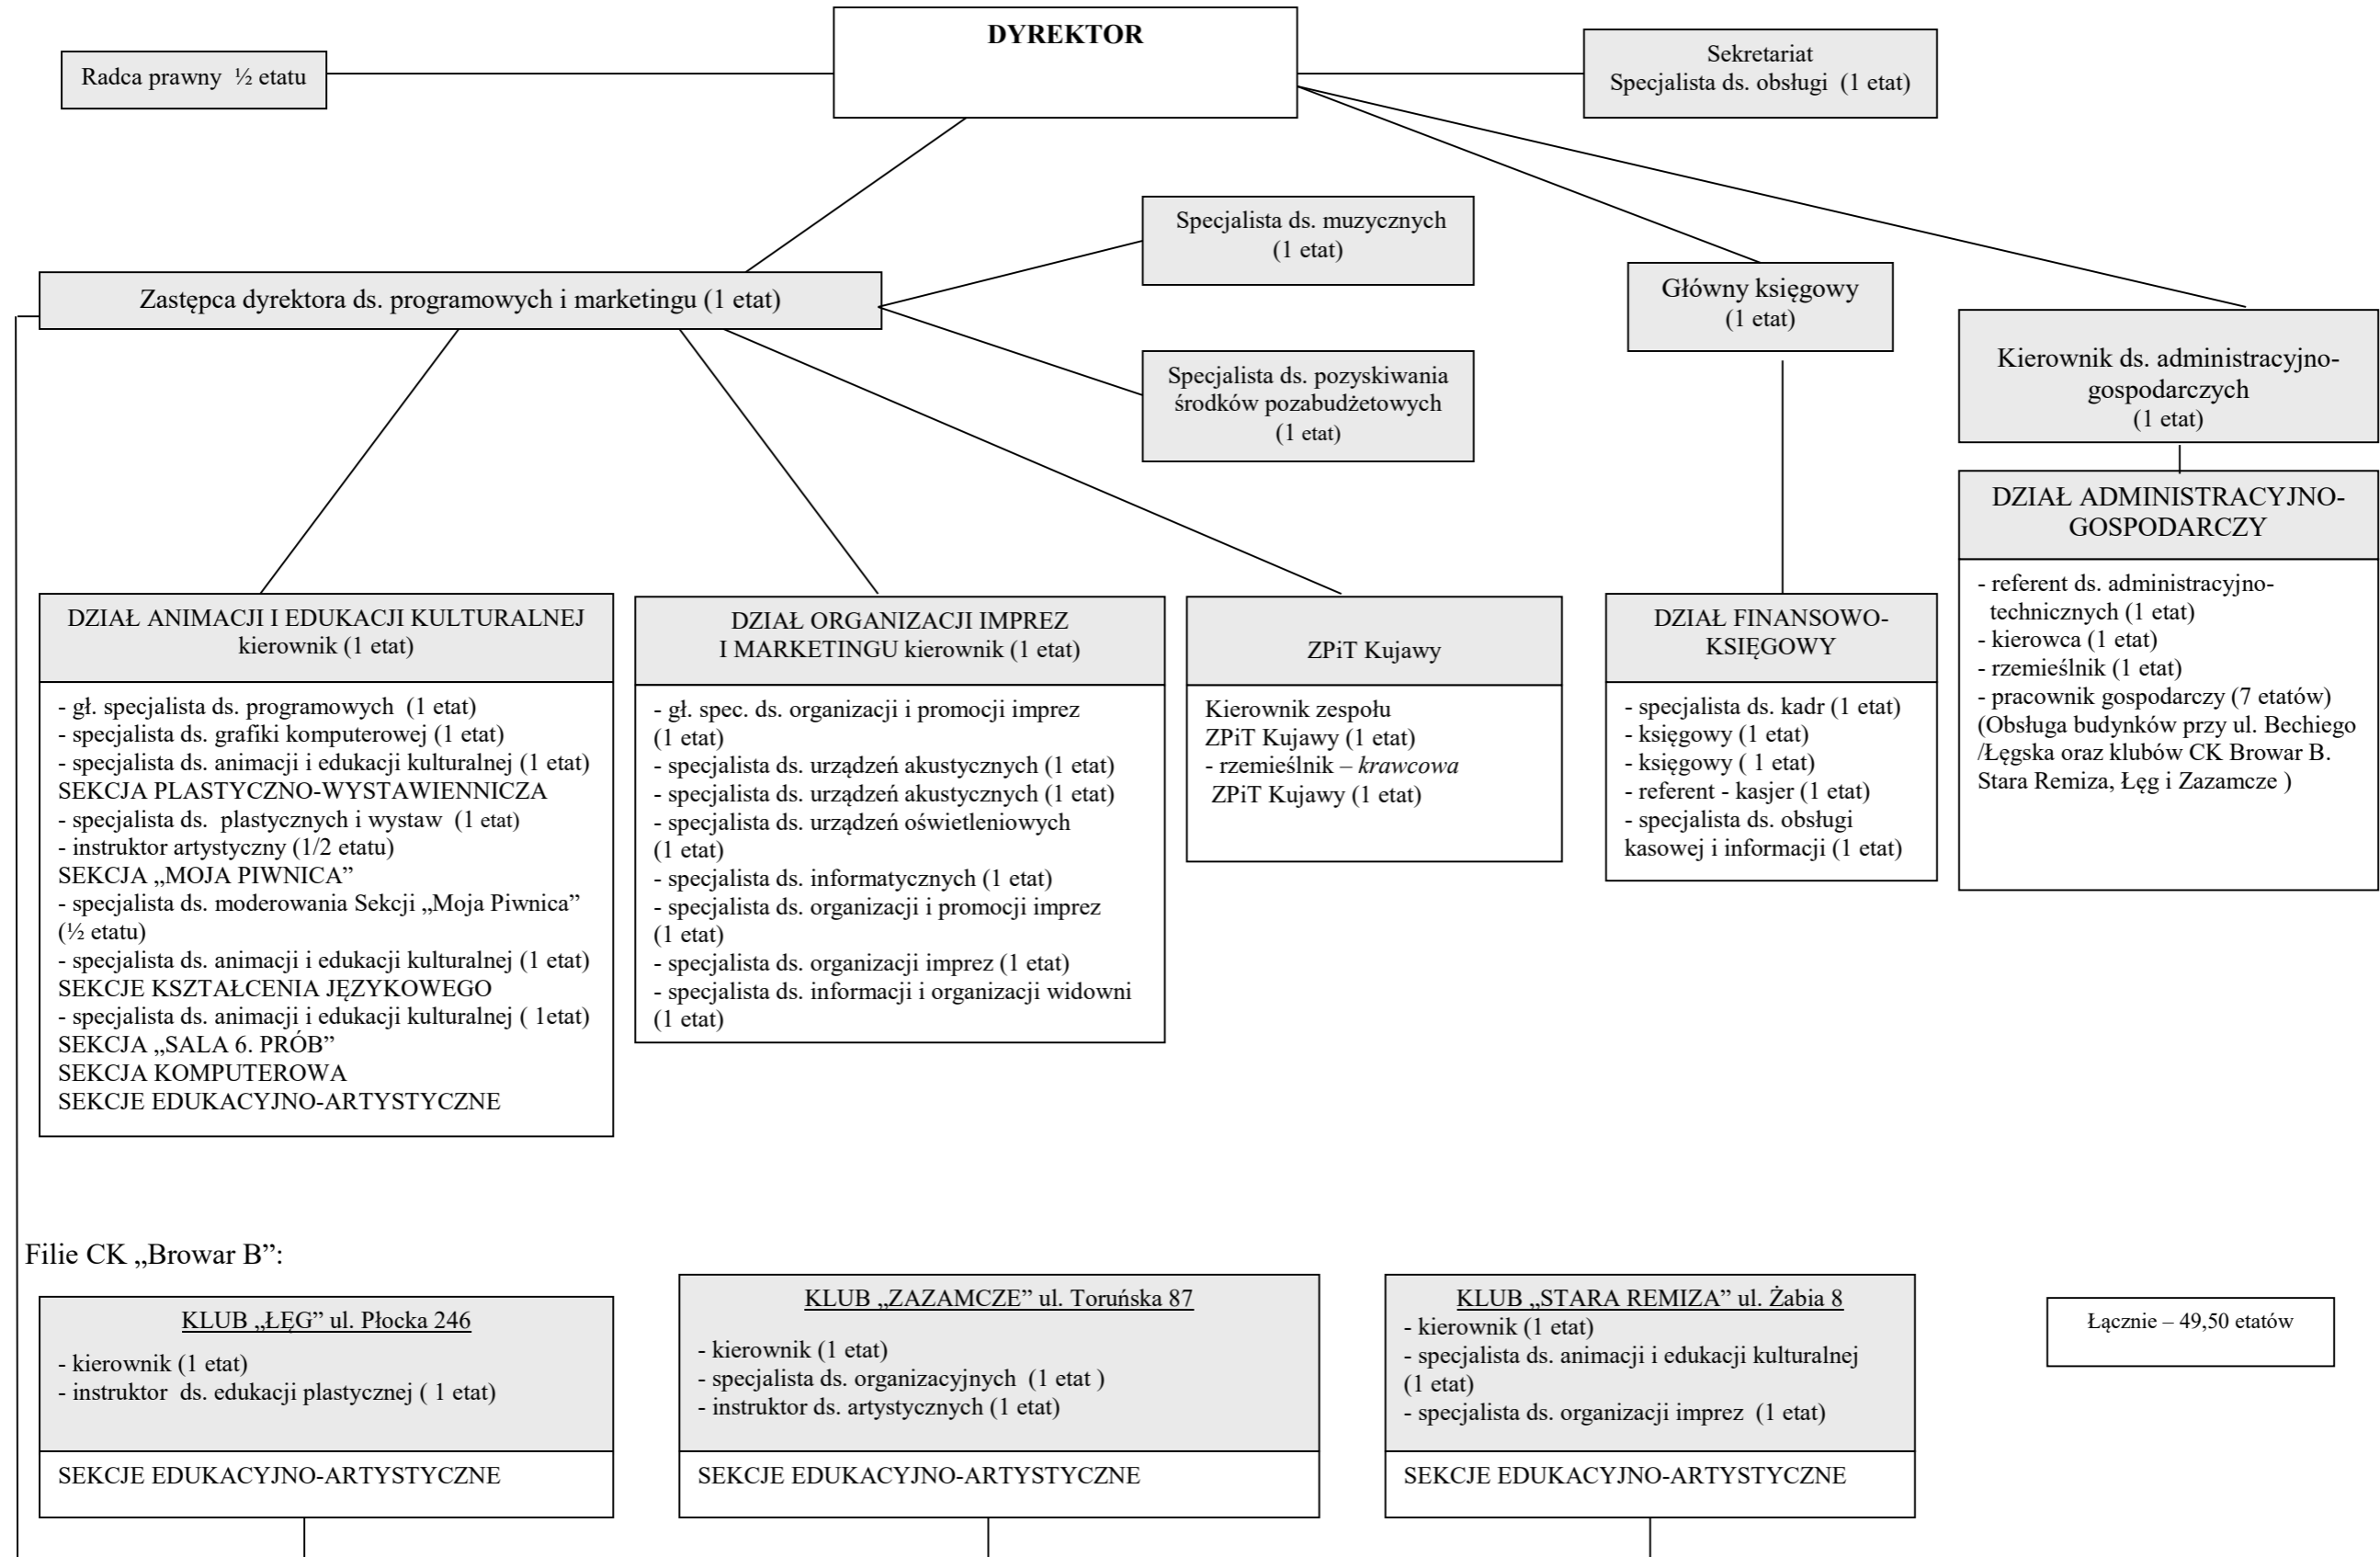 DYREKTOR
Radca prawny ½ etatu
Sekretariat
Specjalista ds. obsługi (1 etat)
Specjalista ds. muzycznych
(1 etat)
Zastępca dyrektora ds. programowych i marketingu (1 etat)
Główny księgowy
(1 etat)
Kierownik ds. administracyjno-
gospodarczych
(1 etat)
Specjalista ds. pozyskiwania
środków pozabudżetowych
(1 etat)
DZIAŁ ANIMACJI I EDUKACJI KULTURALNEJ
kierownik (1 etat)
- gł. specjalista ds. programowych (1 etat)
- specjalista ds. grafiki komputerowej (1 etat)
- specjalista ds. animacji i edukacji kulturalnej (1 etat)
SEKCJA PLASTYCZNO-WYSTAWIENNICZA
- specjalista ds. plastycznych i wystaw (1 etat)
- instruktor artystyczny (1/2 etatu)
SEKCJA „MOJA PIWNICA”
- specjalista ds. moderowania Sekcji „Moja Piwnica”
(½ etatu)
- specjalista ds. animacji i edukacji kulturalnej (1 etat)
SEKCJE KSZTAŁCENIA JĘZYKOWEGO
- specjalista ds. animacji i edukacji kulturalnej ( 1etat)
SEKCJA „SALA 6. PRÓB”
SEKCJA KOMPUTEROWA
SEKCJE EDUKACYJNO-ARTYSTYCZNE
DZIAŁ ORGANIZACJI IMPREZ
I MARKETINGU kierownik (1 etat)
- gł. spec. ds. organizacji i promocji imprez
(1 etat)
- specjalista ds. urządzeń akustycznych (1 etat)
- specjalista ds. urządzeń akustycznych (1 etat)
- specjalista ds. urządzeń oświetleniowych
(1 etat)
- specjalista ds. informatycznych (1 etat)
- specjalista ds. organizacji i promocji imprez
(1 etat)
- specjalista ds. organizacji imprez (1 etat)
- specjalista ds. informacji i organizacji widowni
(1 etat)
ZPiT Kujawy
Kierownik zespołu
ZPiT Kujawy (1 etat)
- rzemieślnik – krawcowa
ZPiT Kujawy (1 etat)
DZIAŁ FINANSOWO-
KSIĘGOWY
- specjalista ds. kadr (1 etat)
- księgowy (1 etat)
- księgowy ( 1 etat)
- referent - kasjer (1 etat)
- specjalista ds. obsługi
kasowej i informacji (1 etat)
DZIAŁ ADMINISTRACYJNO-
GOSPODARCZY
- referent ds. administracyjno-
technicznych (1 etat)
- kierowca (1 etat)
- rzemieślnik (1 etat)
- pracownik gospodarczy (7 etatów)
(Obsługa budynków przy ul. Bechiego
/Łęgska oraz klubów CK Browar B.
Stara Remiza, Łęg i Zazamcze )
Filie CK „Browar B”:
KLUB „ŁĘG” ul. Płocka 246
- kierownik (1 etat)
- instruktor ds. edukacji plastycznej ( 1 etat)
SEKCJE EDUKACYJNO-ARTYSTYCZNE
KLUB „ZAZAMCZE” ul. Toruńska 87
- kierownik (1 etat)
- specjalista ds. organizacyjnych (1 etat )
- instruktor ds. artystycznych (1 etat)
SEKCJE EDUKACYJNO-ARTYSTYCZNE
KLUB „STARA REMIZA” ul. Żabia 8
- kierownik (1 etat)
- specjalista ds. animacji i edukacji kulturalnej
(1 etat)
- specjalista ds. organizacji imprez (1 etat)
SEKCJE EDUKACYJNO-ARTYSTYCZNE
Łącznie – 49,50 etatów